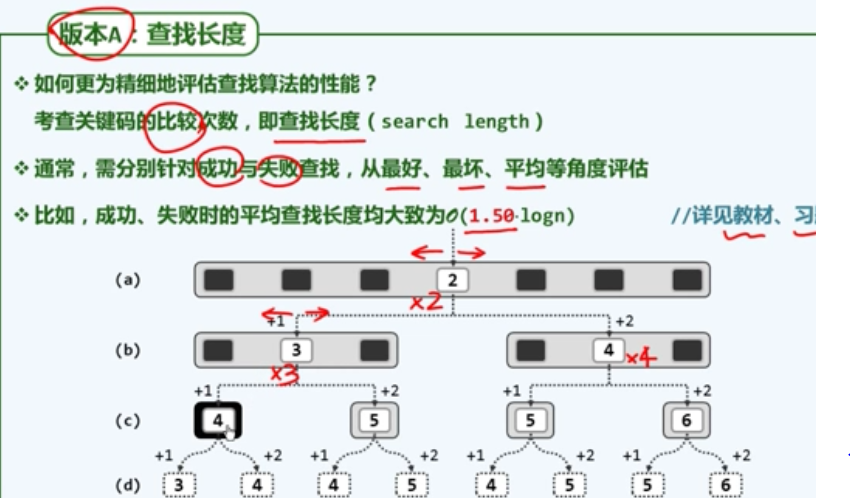 版本A：查找长度
❖ 如何更为精细地评估查找算法的性能？
考查关键码的比较次数，即查找长度（search length）
❖ 通常，需分别针对成功与失败查找，从最好、最坏、平均等角度评估
❖ 比如，成功、失败时的平均查找长度均大致为O(1.50·logn) //详见教材、习
(a) 2
×2
+1 +2
(b) 3 4 ×4
×3
+1 +2 +1 +2
(c) 4 5 5 6
+1 +2 +1 +2 +1 +2 +1 +2
(d) 3 4 4 5 4 5 5 6